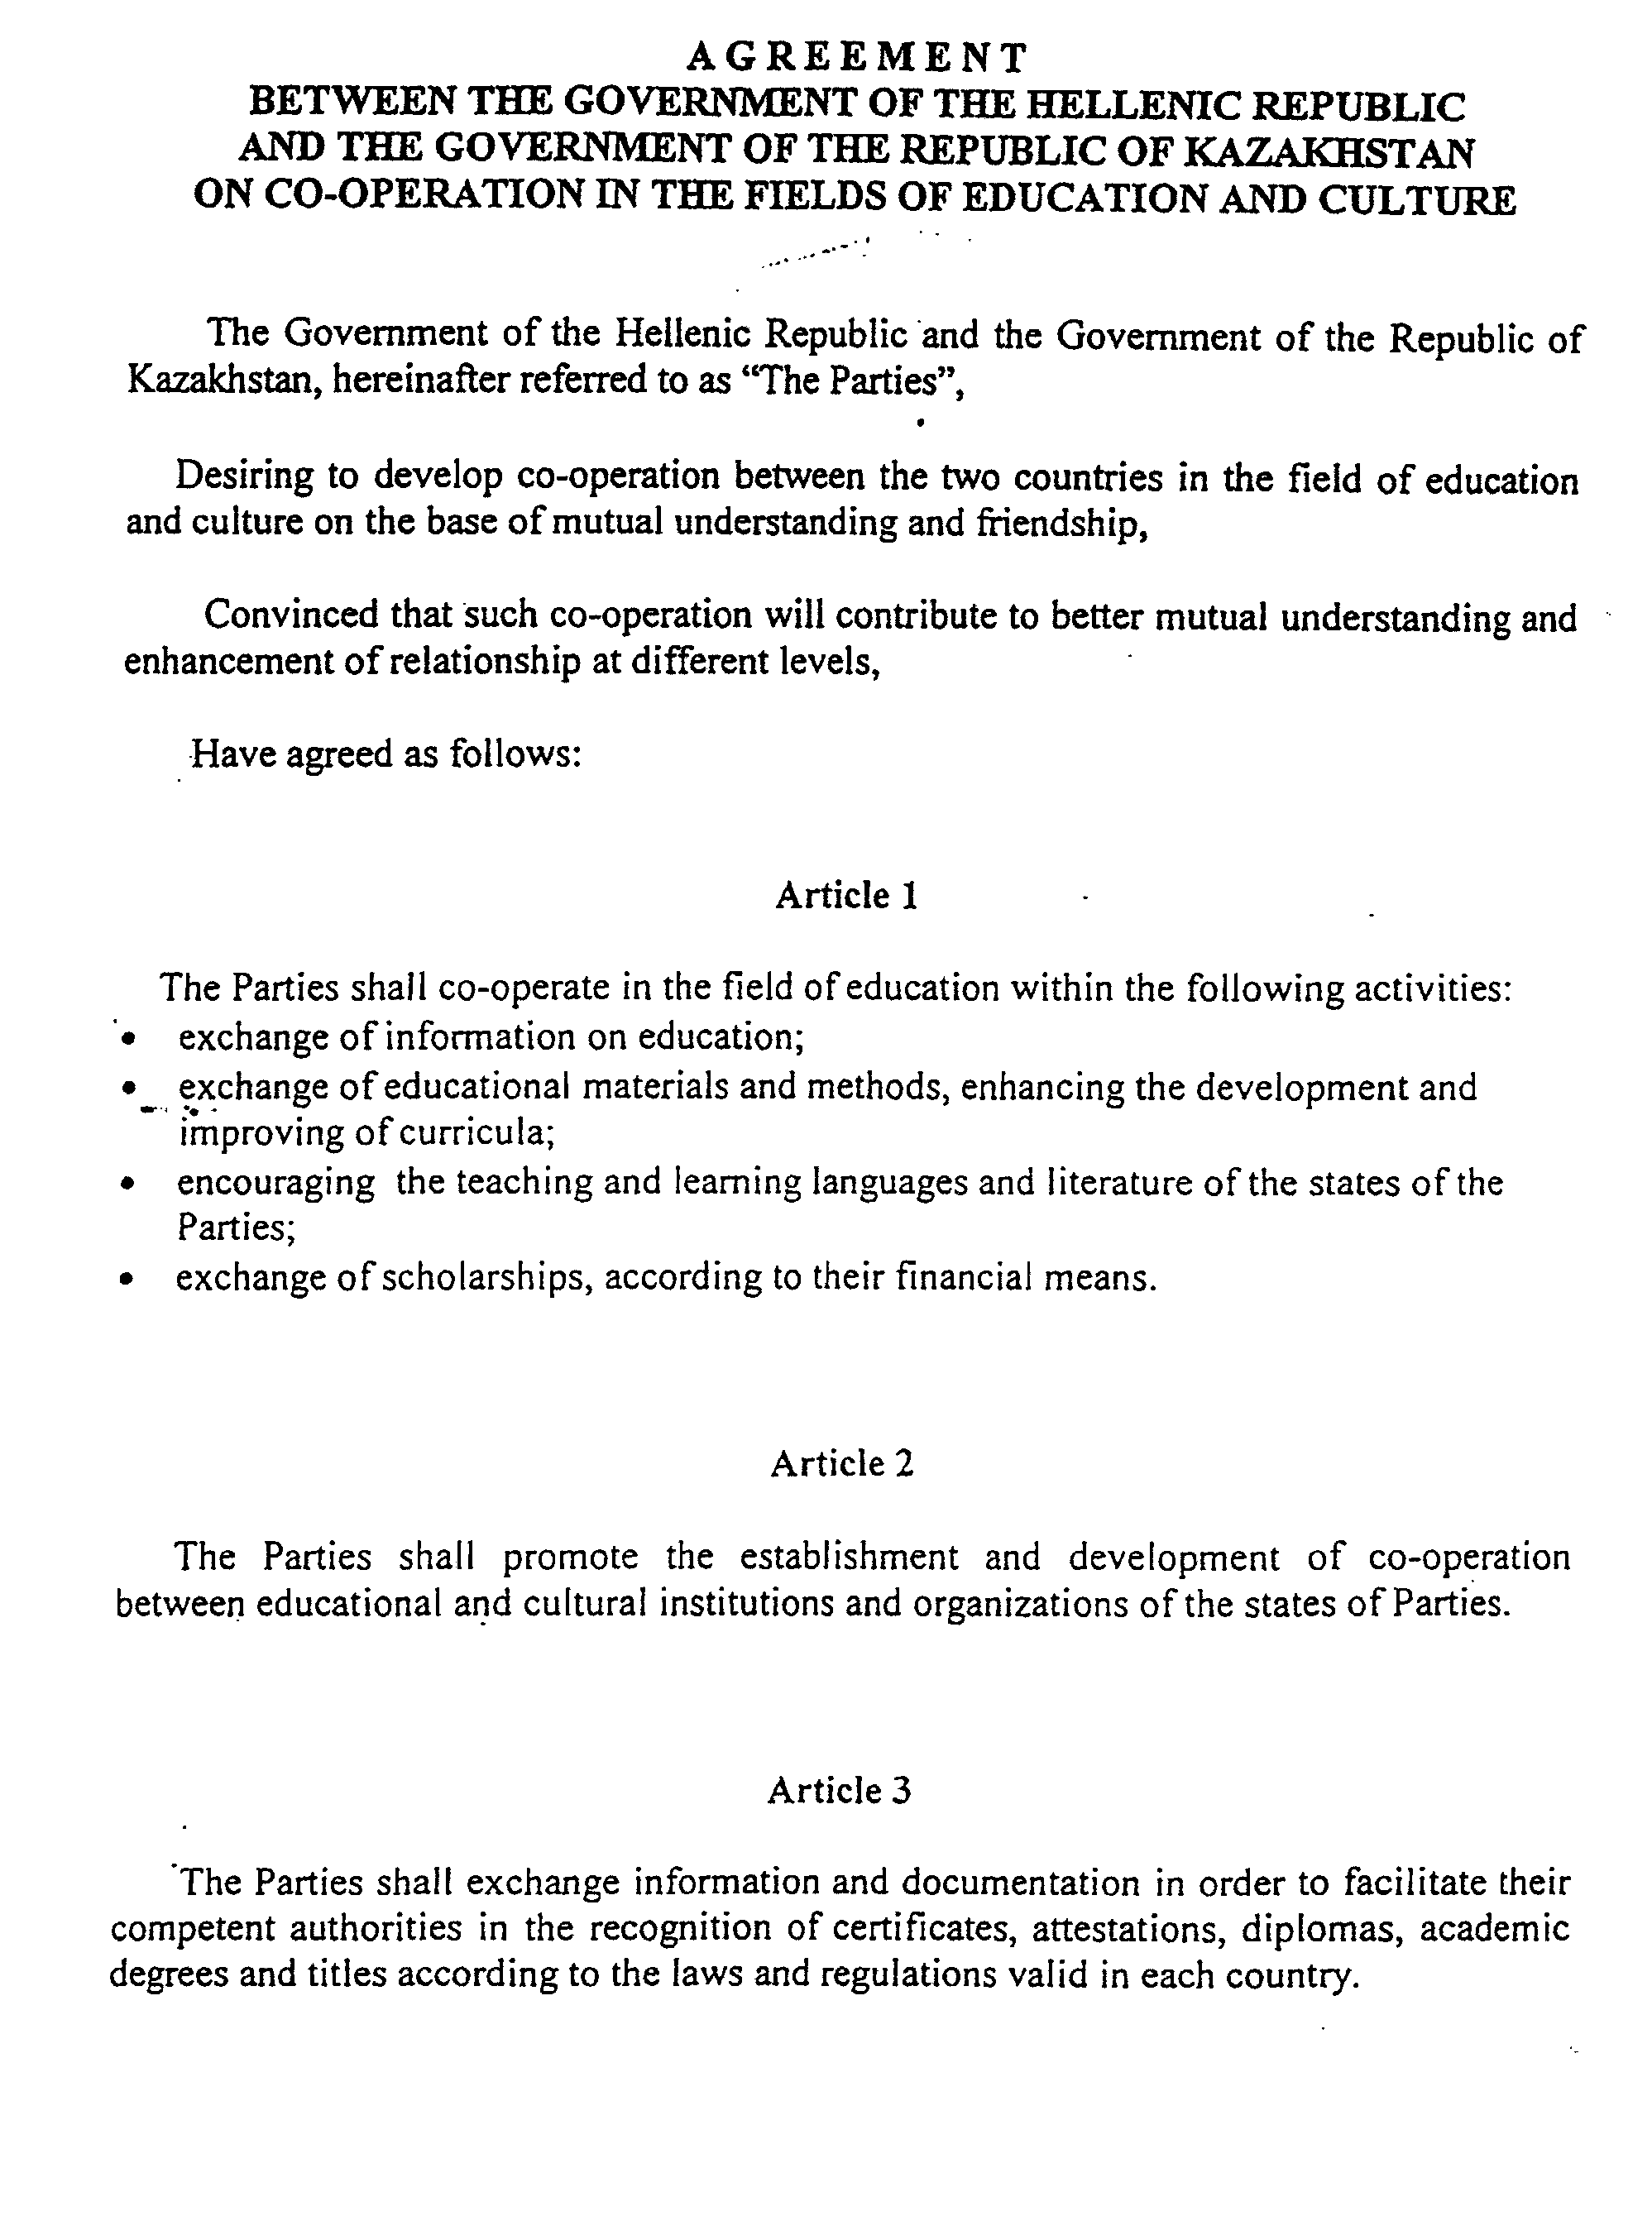 AGREEMENT
BETWEEN THE GOVERNMENT OF THE HELLENIC REPUBLIC
AND THE GOVERNMENT OF THE REPUBLIC OF KAZAKHSTAN
ON CO-OPERATION IN THE FIELDS OF EDUCATION AND CULTURE
The Government of the Hellenic Republic and the Government of the Republic of
Kazakhstan, hereinafter referred to as “The Parties”,
Desiring to develop co-operation between the two countries in the field of education
and culture on the base of mutual understanding and friendship,
Convinced that such co-operation will contribute to better mutual understanding and
enhancement of relationship at different levels,
Have agreed as follows:
Article 1
The Parties shall co-operate in the field of education within the following activities:
• exchange of information on education;
• exchange of educational materials and methods, enhancing the development and
improving of curricula;
• encouraging the teaching and learning languages and literature of the states of the
Parties;
• exchange of scholarships, according to their financial means.
Article 2
The Parties shall promote the establishment and development of co-operation
between educational and cultural institutions and organizations of the states of Parties.
Article 3
The Parties shall exchange information and documentation in order to facilitate their
competent authorities in the recognition of certificates, attestations, diplomas, academic
degrees and titles according to the laws and regulations valid in each country.